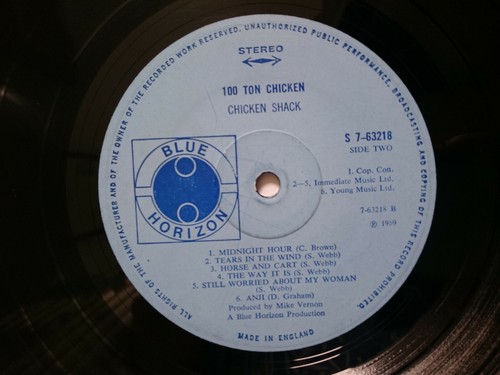 ALL RIGHTS OF THE MANUFACTURER AND OF THE OWNER OF THE RECORDED WORK RESERVED. UNAUTHORIZED PUBLIC PERFORMANCE, BROADCASTING AND COPYING OF THIS RECORD PROHIBITED.
STEREO
100 TON CHICKEN
CHICKEN SHACK
S 7-63218
SIDE TWO
1. Cop. Con.
2—5. Immediate Music Ltd.
6. Young Music Ltd.
7-63218 B
℗ 1969
BLUE
HORIZON
1. MIDNIGHT HOUR (C. Brown)
2. TEARS IN THE WIND (S. Webb)
3. HORSE AND CART (S. Webb)
4. THE WAY IT IS (S. Webb)
5. STILL WORRIED ABOUT MY WOMAN
(S. Webb)
6. ANJI (D. Graham)
Produced by Mike Vernon
A Blue Horizon Production
MADE IN ENGLAND